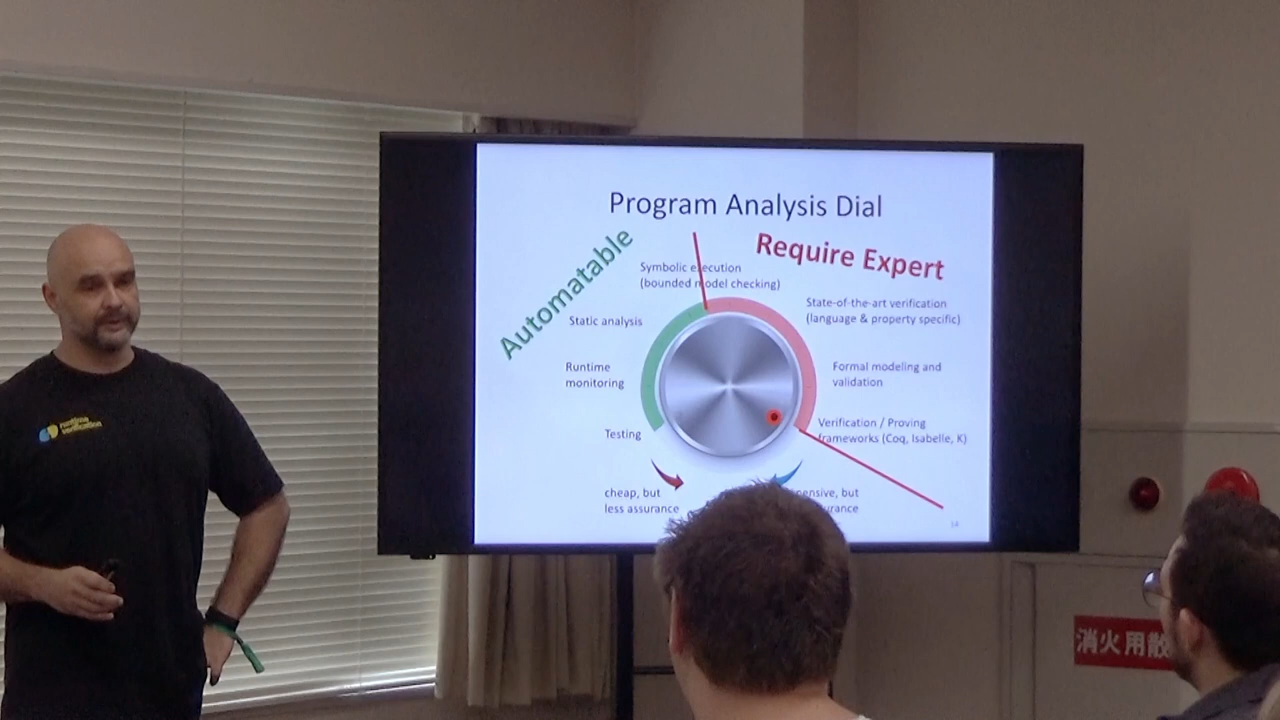 Program Analysis Dial
Automatable
Require Expert
Symbolic execution
(bounded model checking)
State-of-the-art verification
(language & property specific)
Static analysis
Runtime
monitoring
Formal modeling and
validation
Testing
Verification / Proving
frameworks (Coq, Isabelle, K)
cheap, but
less assurance
but
runtime
verification
消火用散